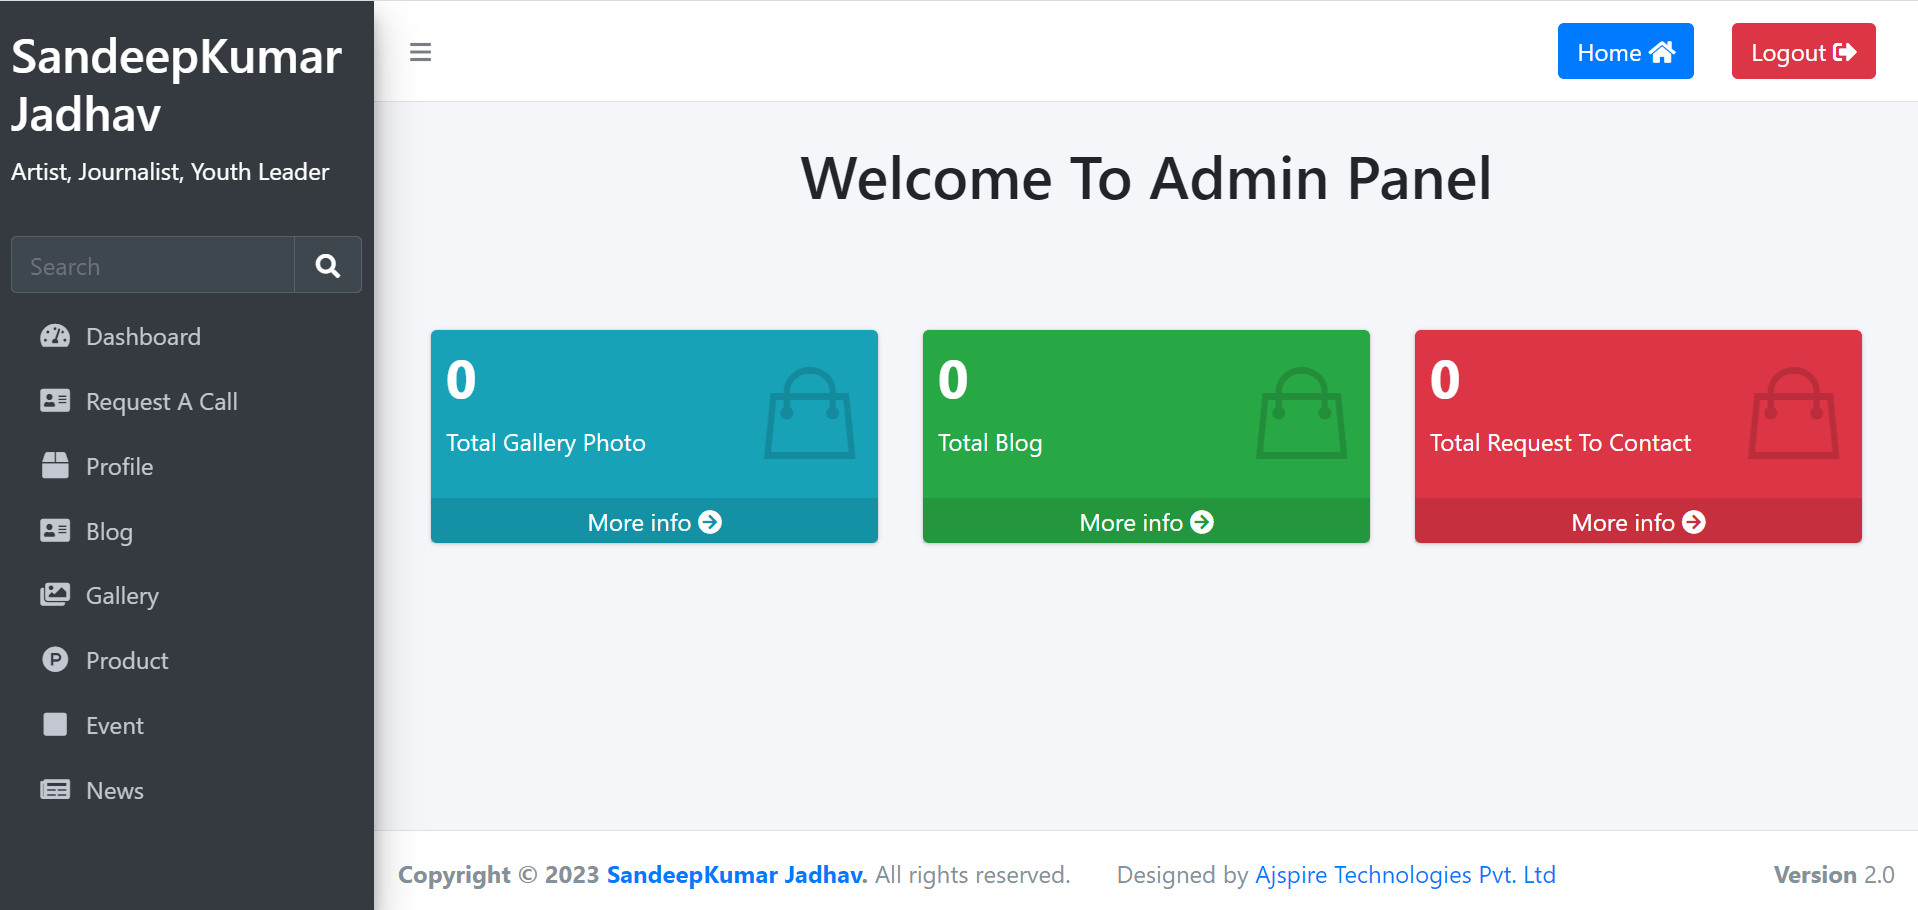 SandeepKumar
Jadhav
Artist, Journalist, Youth Leader
Search
Dashboard
Request A Call
Profile
Blog
Gallery
Product
Event
News
Home
Logout
Welcome To Admin Panel
0
Total Gallery Photo
More info
0
Total Blog
More info
0
Total Request To Contact
More info
Copyright © 2023 SandeepKumar Jadhav. All rights reserved. Designed by Ajspire Technologies Pvt. Ltd Version 2.0